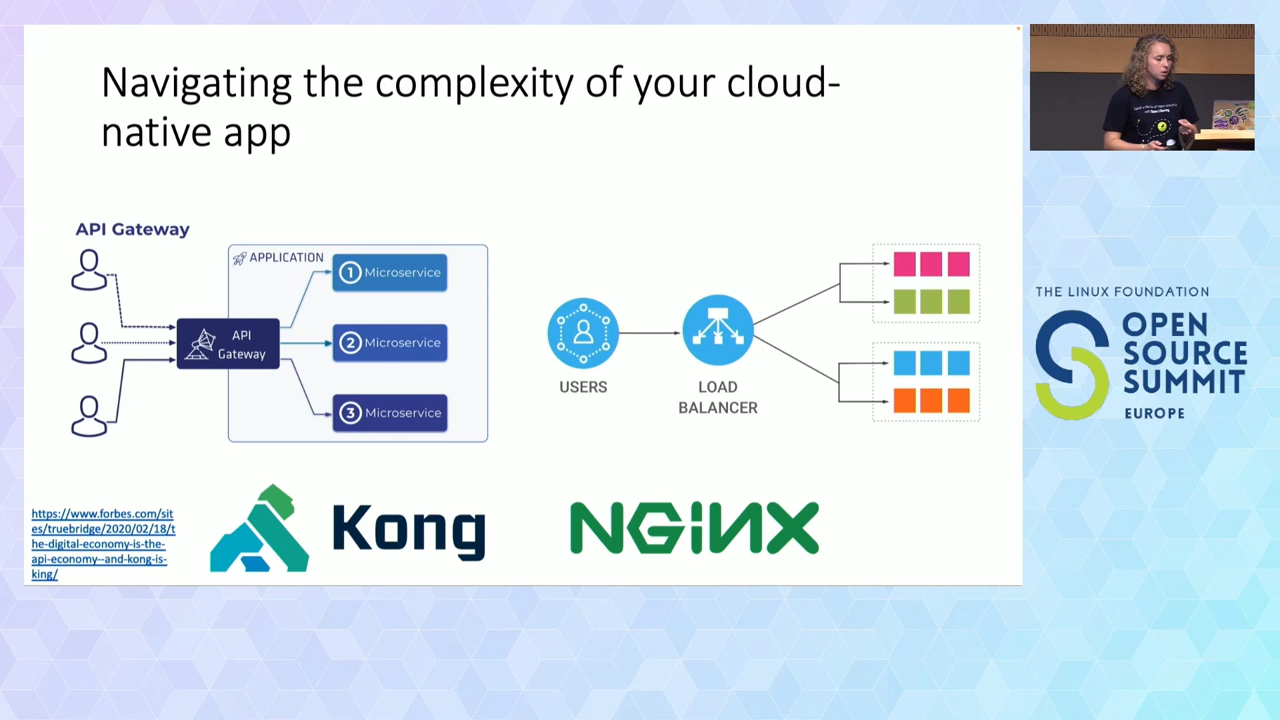 Navigating the complexity of your cloud-
native app
API Gateway
APPLICATION
1 Microservice
API
Gateway
2 Microservice
3 Microservice
USERS
LOAD
BALANCER
https://www.forbes.com/sit
es/truebridge/2020/02/18/t
he-digital-economy-is-the-
api-economy--and-kong-is-
king/
Kong
NGINX
THE LINUX FOUNDATION
OPEN
SOURCE
SUMMIT
EUROPE